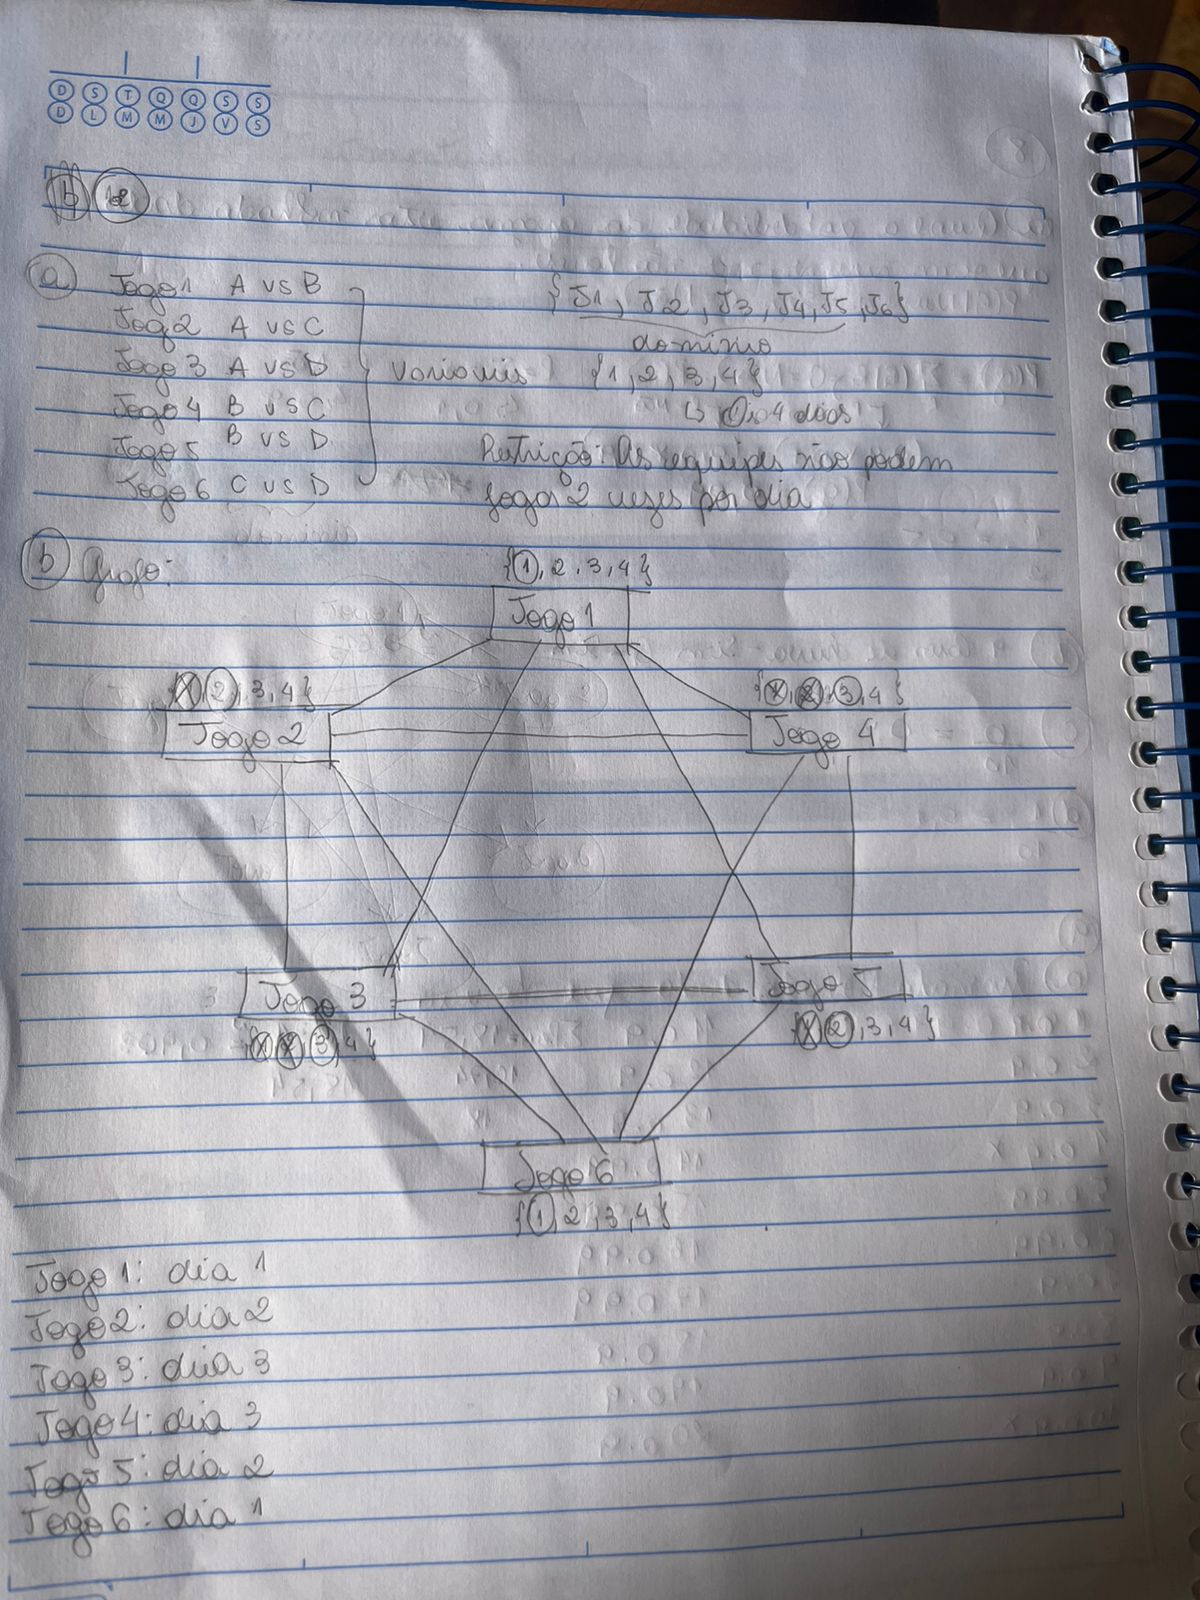 D S T Q Q S S
D L M M J V S
b 12
a Jogo 1 A vs B
{J1, J2, J3, J4, J5, J6}
Jogo 2 A vs C
domínio
Jogo 3 A vs D
variaveis {1, 2, 3, 4}
Jogo 4 B vs C
↳ Os 4 dias
Jogo 5 B vs D
Restrição: As equipes não podem
Jogo 6 C vs D
jogar 2 vezes por dia
b Grafo:
{1, 2, 3, 4}
Jogo 1
{1, 2, 3, 4}
{1, 2, 3, 4}
Jogo 2
Jogo 4
Jogo 3
Jogo 5
{1, 2, 3, 4}
{1, 2, 3, 4}
Jogo 6
{1, 2, 3, 4}
Jogo 1: dia 1
Jogo 2: dia 2
Jogo 3: dia 3
Jogo 4: dia 3
Jogo 5: dia 2
Jogo 6: dia 1